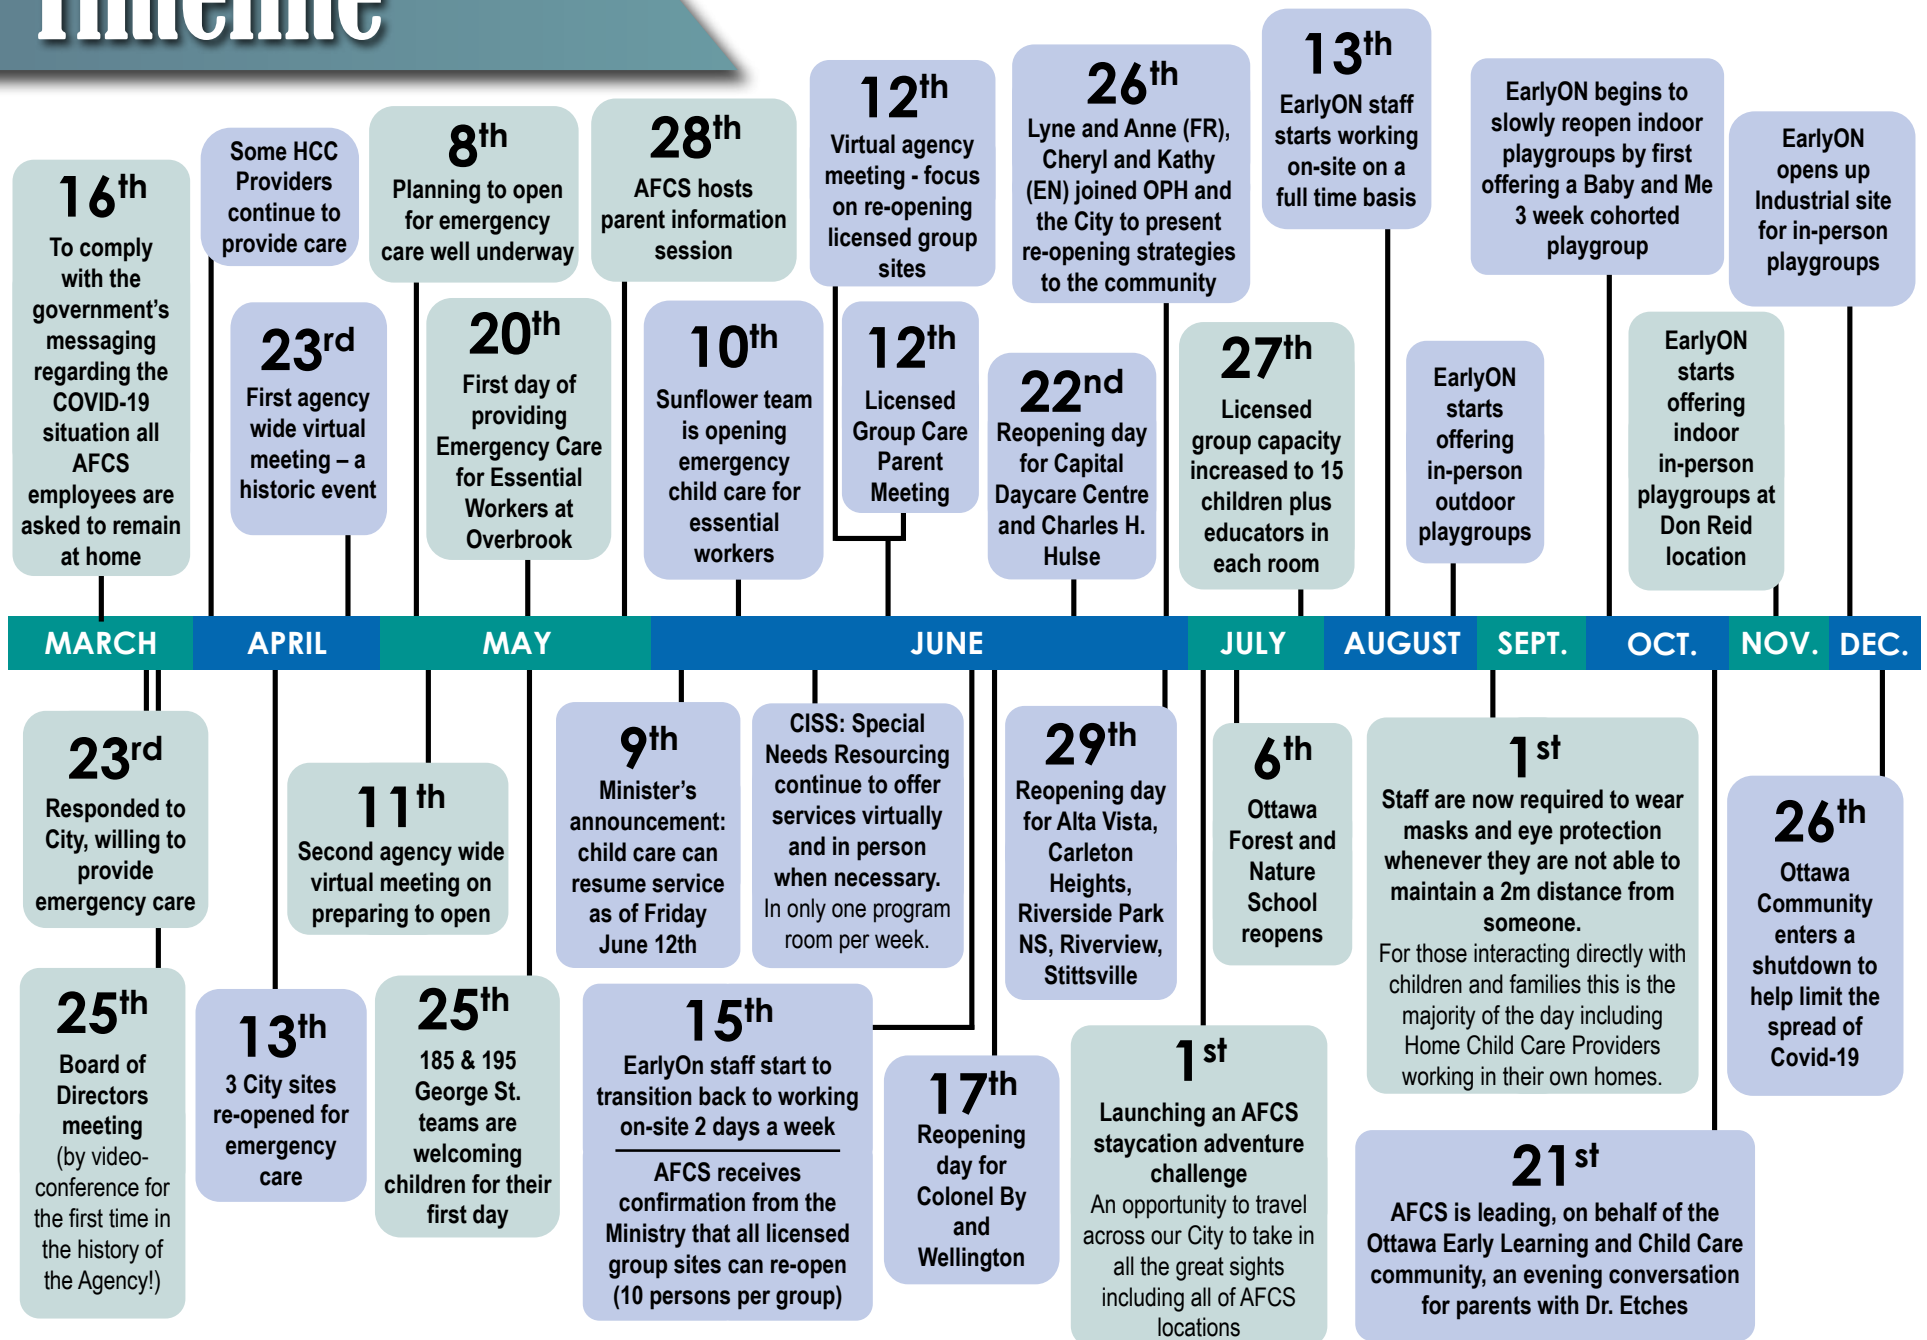 Timeline
16th
To comply
with the
government’s
messaging
regarding the
COVID-19
situation all
AFCS
employees are
asked to remain
at home
Some HCC
Providers
continue to
provide care
23rd
First agency
wide virtual
meeting – a
historic event
8th
Planning to open
for emergency
care well underway
20th
First day of
providing
Emergency Care
for Essential
Workers at
Overbrook
28th
AFCS hosts
parent information
session
10th
Sunflower team
is opening
emergency
child care for
essential
workers
12th
Virtual agency
meeting - focus
on re-opening
licensed group
sites
12th
Licensed
Group Care
Parent
Meeting
26th
Lyne and Anne (FR),
Cheryl and Kathy
(EN) joined OPH and
the City to present
re-opening strategies
to the community
22nd
Reopening day
for Capital
Daycare Centre
and Charles H.
Hulse
13th
EarlyON staff
starts working
on-site on a
full time basis
27th
Licensed
group capacity
increased to 15
children plus
educators in
each room
EarlyON
starts
offering
in-person
outdoor
playgroups
EarlyON begins to
slowly reopen indoor
playgroups by first
offering a Baby and Me
3 week cohorted
playgroup
EarlyON
starts
offering
indoor
in-person
playgroups at
Don Reid
location
EarlyON
opens up
Industrial site
for in-person
playgroups
MARCH
APRIL
MAY
JUNE
JULY
AUGUST
SEPT.
OCT.
NOV.
DEC.
23rd
Responded to
City, willing to
provide
emergency care
25th
Board of
Directors
meeting
(by video-
conference for
the first time in
the history of
the Agency!)
13th
3 City sites
re-opened for
emergency
care
11th
Second agency wide
virtual meeting on
preparing to open
25th
185 & 195
George St.
teams are
welcoming
children for their
first day
9th
Minister’s
announcement:
child care can
resume service
as of Friday
June 12th
CISS: Special
Needs Resourcing
continue to offer
services virtually
and in person
when necessary.
In only one program
room per week.
15th
EarlyOn staff start to
transition back to working
on-site 2 days a week
AFCS receives
confirmation from the
Ministry that all licensed
group sites can re-open
(10 persons per group)
17th
Reopening
day for
Colonel By
and
Wellington
29th
Reopening day
for Alta Vista,
Carleton
Heights,
Riverside Park
NS, Riverview,
Stittsville
1st
Launching an AFCS
staycation adventure
challenge
An opportunity to travel
across our City to take in
all the great sights
including all of AFCS
locations
6th
Ottawa
Forest and
Nature
School
reopens
1st
Staff are now required to wear
masks and eye protection
whenever they are not able to
maintain a 2m distance from
someone.
For those interacting directly with
children and families this is the
majority of the day including
Home Child Care Providers
working in their own homes.
21st
AFCS is leading, on behalf of the
Ottawa Early Learning and Child Care
community, an evening conversation
for parents with Dr. Etches
26th
Ottawa
Community
enters a
shutdown to
help limit the
spread of
Covid-19